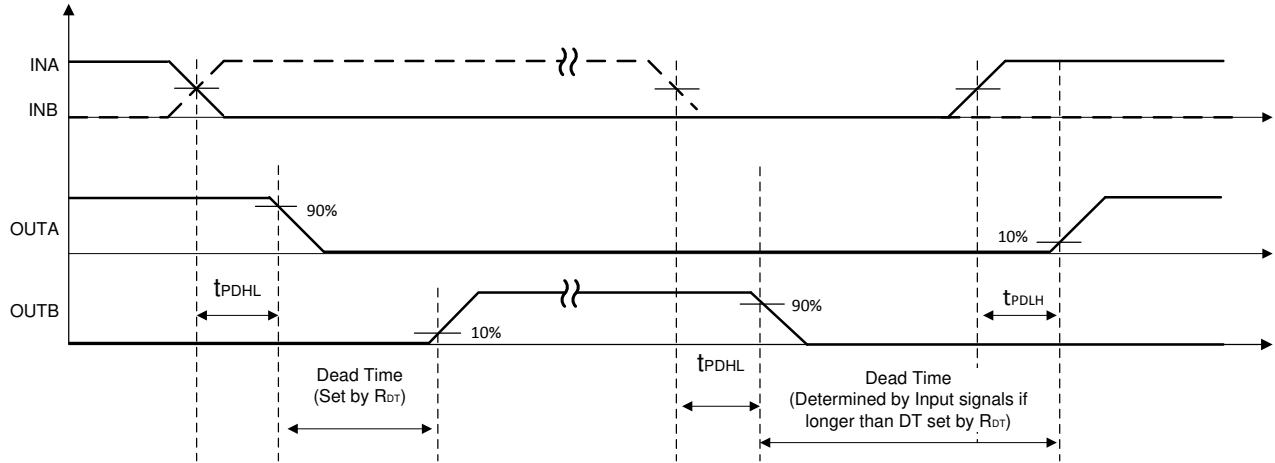 INA
INB
OUTA
90%
10%
tPDHL
tPDLH
OUTB
90%
10%
tPDHL
Dead Time
(Set by RDT)
Dead Time
(Determined by Input signals if
longer than DT set by RDT)